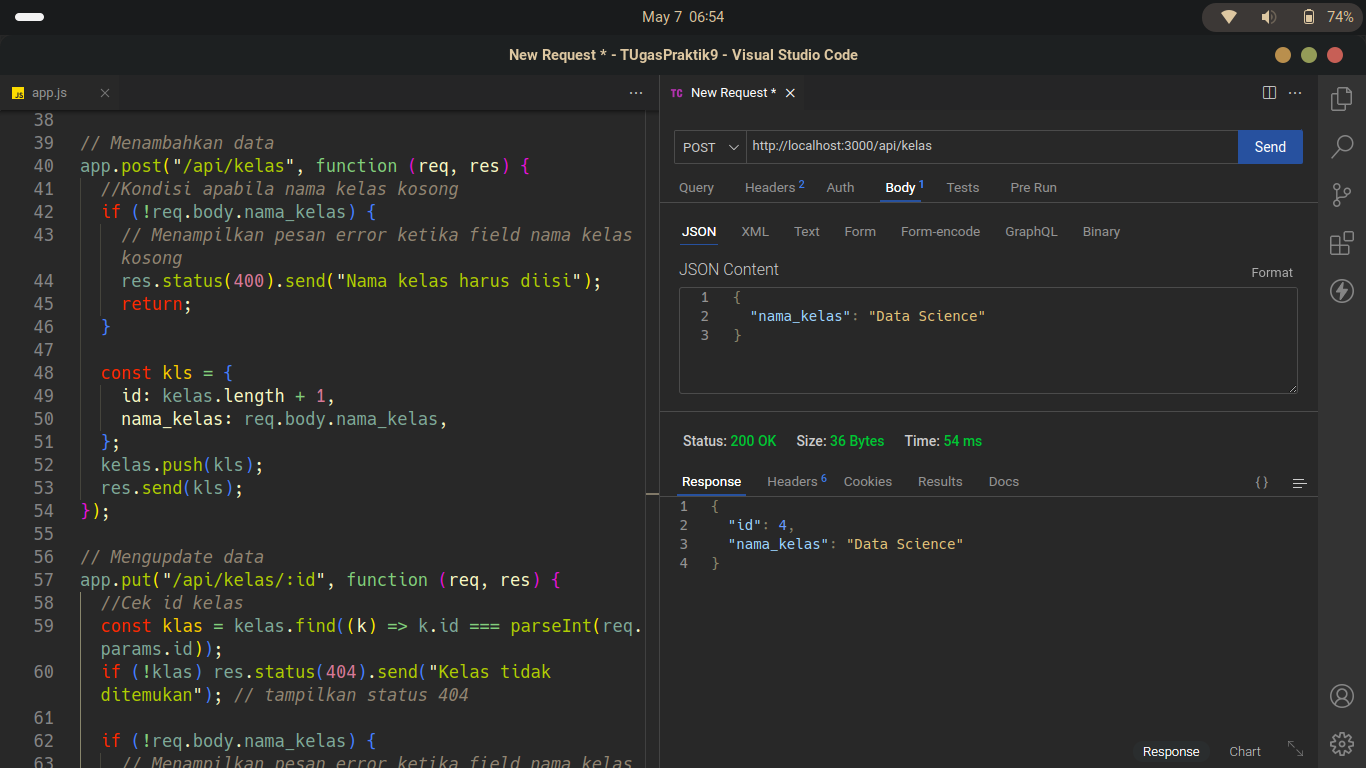 May 7 06:54
74%
New Request * - TUgasPraktik9 - Visual Studio Code
JS app.js
38
39 // Menambahkan data
40 app.post("/api/kelas", function (req, res) {
41 //Kondisi apabila nama kelas kosong
42 if (!req.body.nama_kelas) {
43 // Menampilkan pesan error ketika field nama kelas
kosong
44 res.status(400).send("Nama kelas harus diisi");
45 return;
46 }
47
48 const kls = {
49 id: kelas.length + 1,
50 nama_kelas: req.body.nama_kelas,
51 };
52 kelas.push(kls);
53 res.send(kls);
54 });
55
56 // Mengupdate data
57 app.put("/api/kelas/:id", function (req, res) {
58 //Cek id kelas
59 const klas = kelas.find((k) => k.id === parseInt(req.
params.id));
60 if (!klas) res.status(404).send("Kelas tidak
ditemukan"); // tampilkan status 404
61
62 if (!req.body.nama_kelas) {
63 // Menampilkan pesan error ketika field nama kelas
TC New Request *
POST http://localhost:3000/api/kelas Send
Query Headers 2 Auth Body 1 Tests Pre Run
JSON XML Text Form Form-encode GraphQL Binary
JSON Content Format
1 {
2 "nama_kelas": "Data Science"
3 }
Status: 200 OK Size: 36 Bytes Time: 54 ms
Response Headers 6 Cookies Results Docs {}
1 {
2 "id": 4,
3 "nama_kelas": "Data Science"
4 }
Response Chart